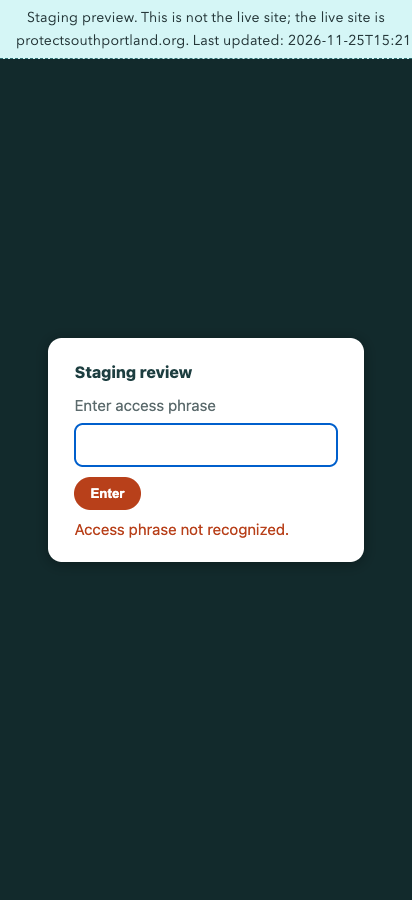 Staging preview. This is not the live site; the live site is
protectsouthportland.org. Last updated: 2026-11-25T15:21
Staging review
Enter access phrase
Enter
Access phrase not recognized.